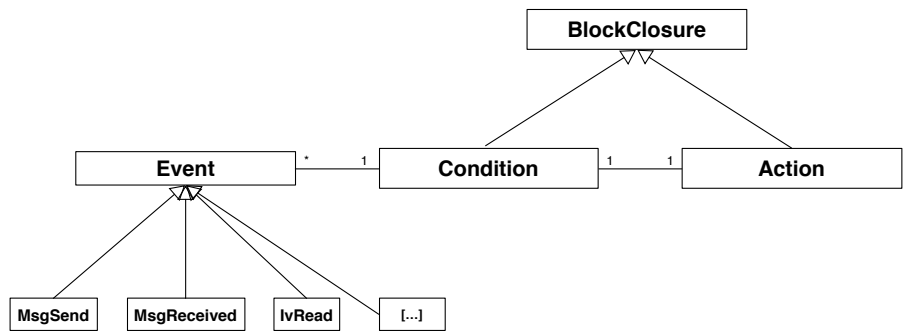 BlockClosure
Event * 1 Condition 1 1 Action
MsgSend MsgReceived IvRead [...]